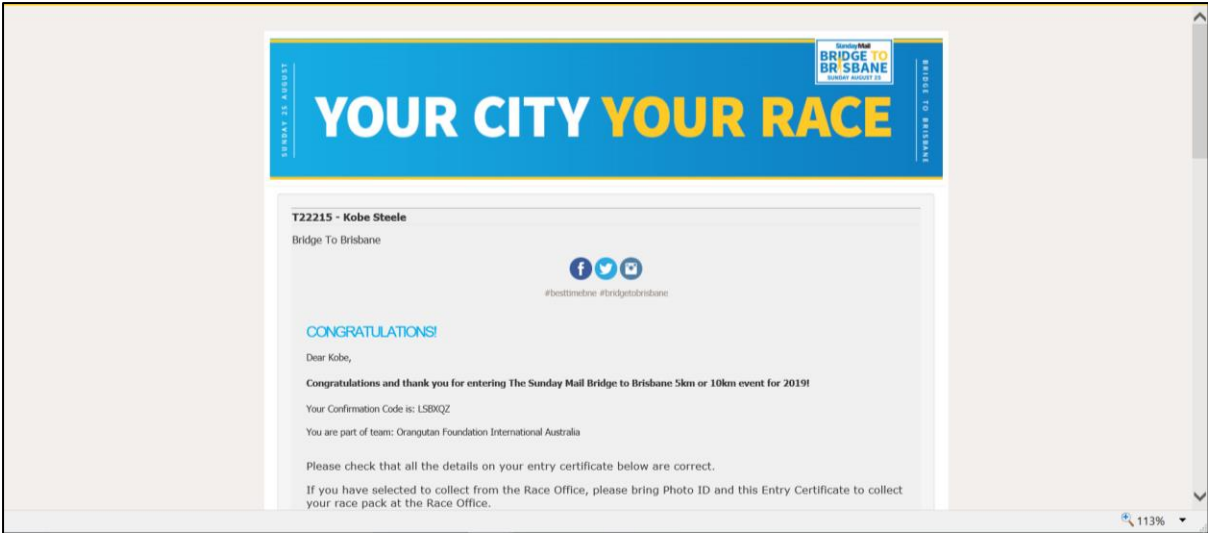 SUNDAY 25 AUGUST
Sunday Mail
BRIDGE TO
BRISBANE
SUNDAY AUGUST 25
YOUR CITY YOUR RACE
BRIDGE TO BRISBANE
T22215 - Kobe Steele
Bridge To Brisbane
#besttimebne #bridgetobrisbane
CONGRATULATIONS!
Dear Kobe,
Congratulations and thank you for entering The Sunday Mail Bridge to Brisbane 5km or 10km event for 2019!
Your Confirmation Code is: LSBXQZ
You are part of team: Orangutan Foundation International Australia
Please check that all the details on your entry certificate below are correct.
If you have selected to collect from the Race Office, please bring Photo ID and this Entry Certificate to collect
your race pack at the Race Office.
113%